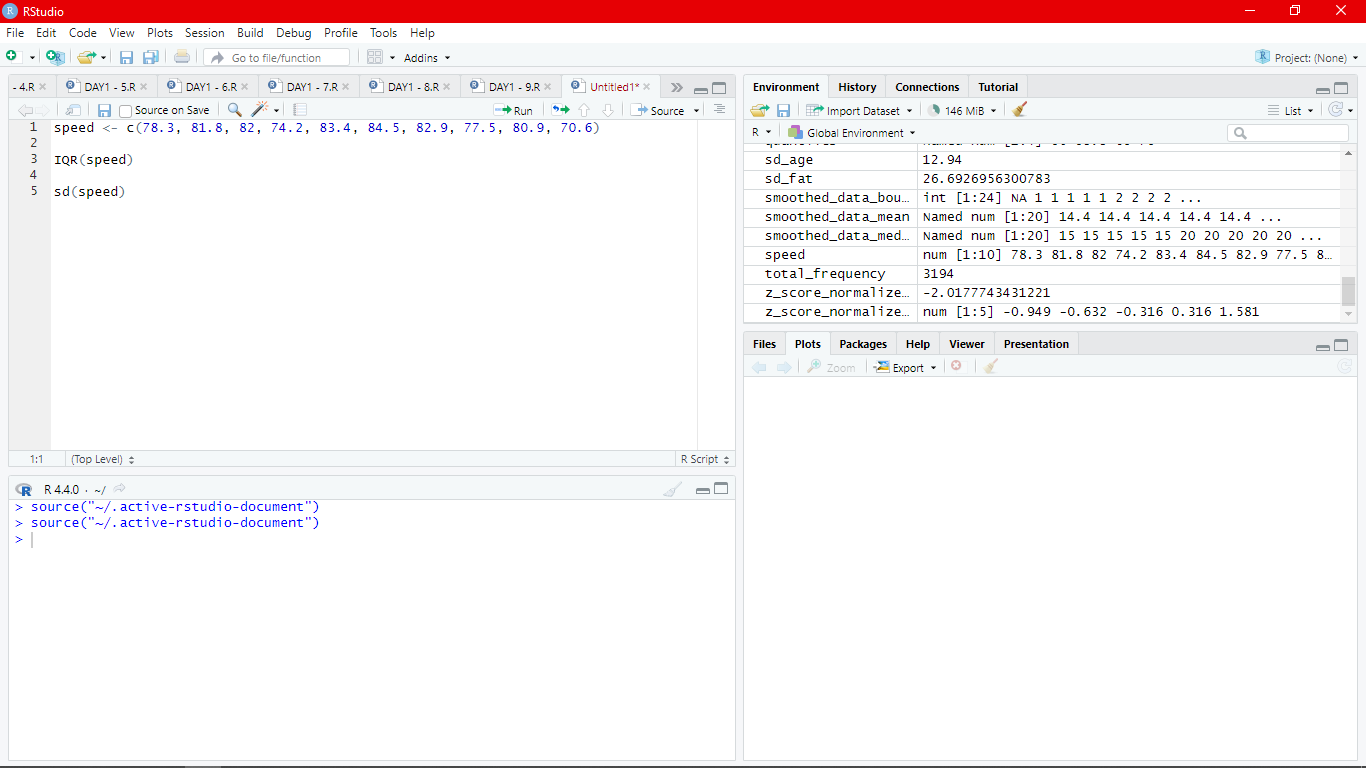 RStudio
File Edit Code View Plots Session Build Debug Profile Tools Help
Go to file/function Addins Project: (None)
- 4.R DAY1 - 5.R DAY1 - 6.R DAY1 - 7.R DAY1 - 8.R DAY1 - 9.R Untitled1*
Source on Save Run Source
1 speed <- c(78.3, 81.8, 82, 74.2, 83.4, 84.5, 82.9, 77.5, 80.9, 70.6)
2
3 IQR(speed)
4
5 sd(speed)
1:1 (Top Level) R Script
R 4.4.0 · ~/
> source("~/.active-rstudio-document")
> source("~/.active-rstudio-document")
>
Environment History Connections Tutorial
Import Dataset 146 MiB List
R Global Environment
sd_age 12.94
sd_fat 26.6926956300783
smoothed_data_bou… int [1:24] NA 1 1 1 1 1 2 2 2 2 ...
smoothed_data_mean Named num [1:20] 14.4 14.4 14.4 14.4 14.4 ...
smoothed_data_med… Named num [1:20] 15 15 15 15 15 20 20 20 20 20 ...
speed num [1:10] 78.3 81.8 82 74.2 83.4 84.5 82.9 77.5 8…
total_frequency 3194
z_score_normalize… -2.0177743431221
z_score_normalize… num [1:5] -0.949 -0.632 -0.316 0.316 1.581
Files Plots Packages Help Viewer Presentation
Zoom Export